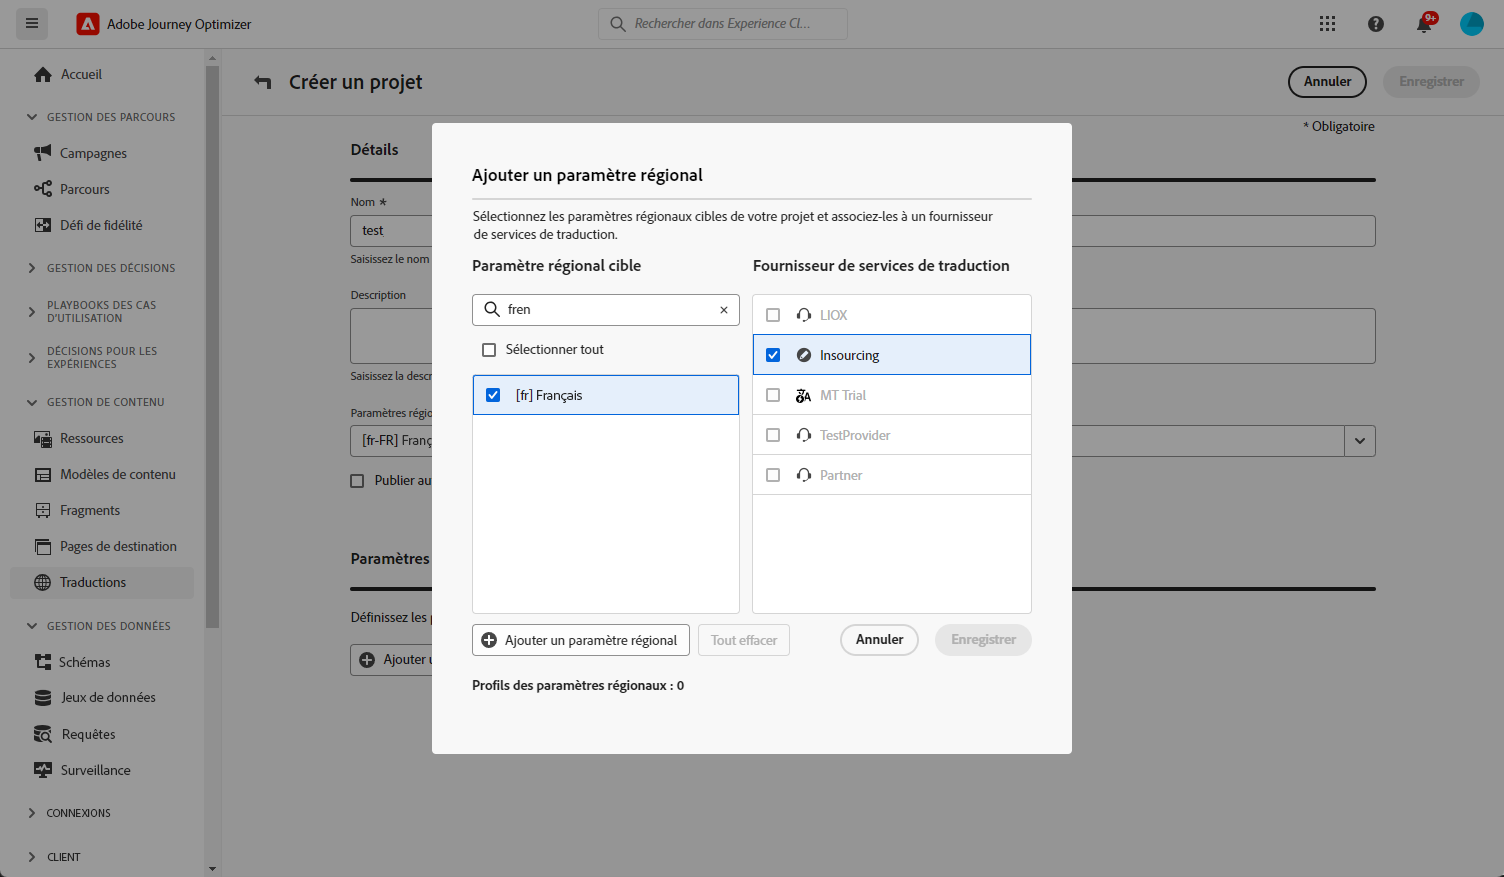 Adobe Journey Optimizer
Rechercher dans Experience Cl...
9+
Accueil
GESTION DES PARCOURS
Campagnes
Parcours
Défi de fidélité
GESTION DES DÉCISIONS
PLAYBOOKS DES CAS
D'UTILISATION
DÉCISIONS POUR LES
EXPÉRIENCES
GESTION DE CONTENU
Ressources
Modèles de contenu
Fragments
Pages de destination
Traductions
GESTION DES DONNÉES
Schémas
Jeux de données
Requêtes
Surveillance
CONNEXIONS
CLIENT
Créer un projet
Annuler
Enregistrer
* Obligatoire
Détails
Nom *
test
Saisissez le nom
Description
Saisissez la descr
Paramètres régio
[fr-FR] Franç
Publier au
Paramètres
Définissez les p
Ajouter u
Ajouter un paramètre régional
Sélectionnez les paramètres régionaux cibles de votre projet et associez-les à un fournisseur
de services de traduction.
Paramètre régional cible
fren
Sélectionner tout
[fr] Français
Fournisseur de services de traduction
LIOX
Insourcing
MT Trial
TestProvider
Partner
Ajouter un paramètre régional
Tout effacer
Annuler
Enregistrer
Profils des paramètres régionaux : 0